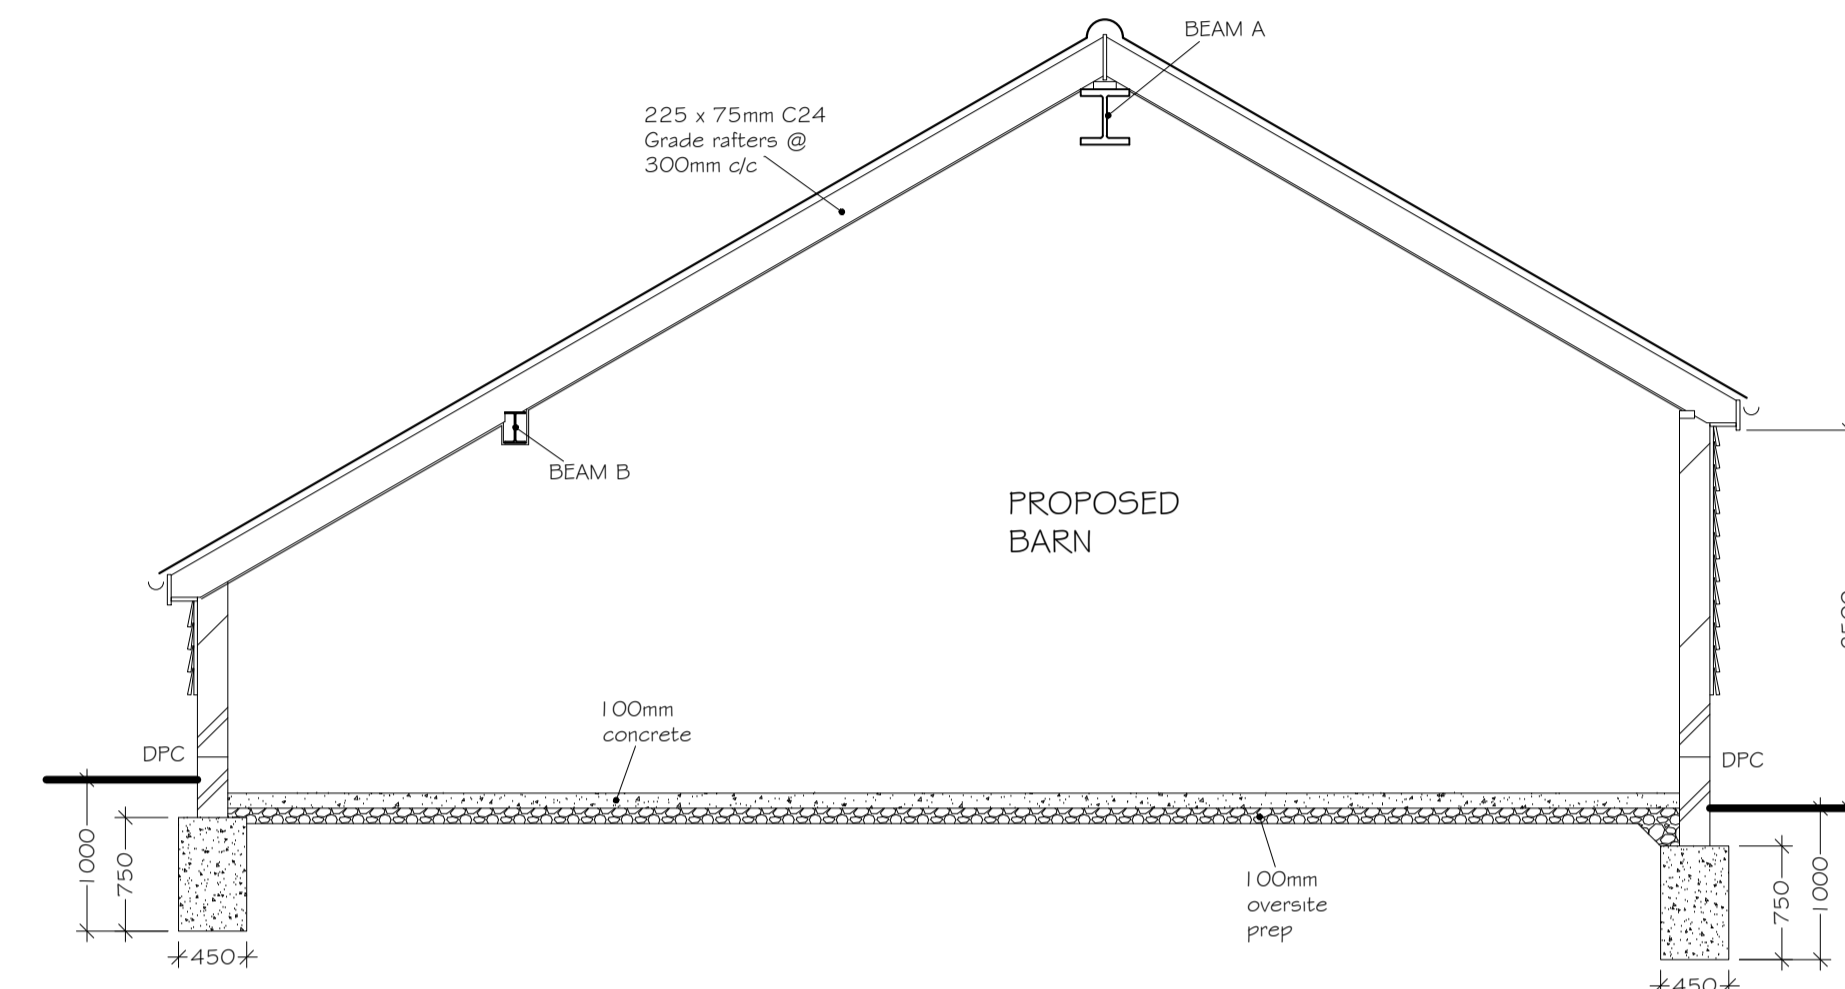 BEAM A
225 x 75mm C24
Grade rafters @
300mm c/c
BEAM B
PROPOSED
BARN
100mm
concrete
DPC
DPC
1000
750
450
100mm
oversite
prep
750
1000
450